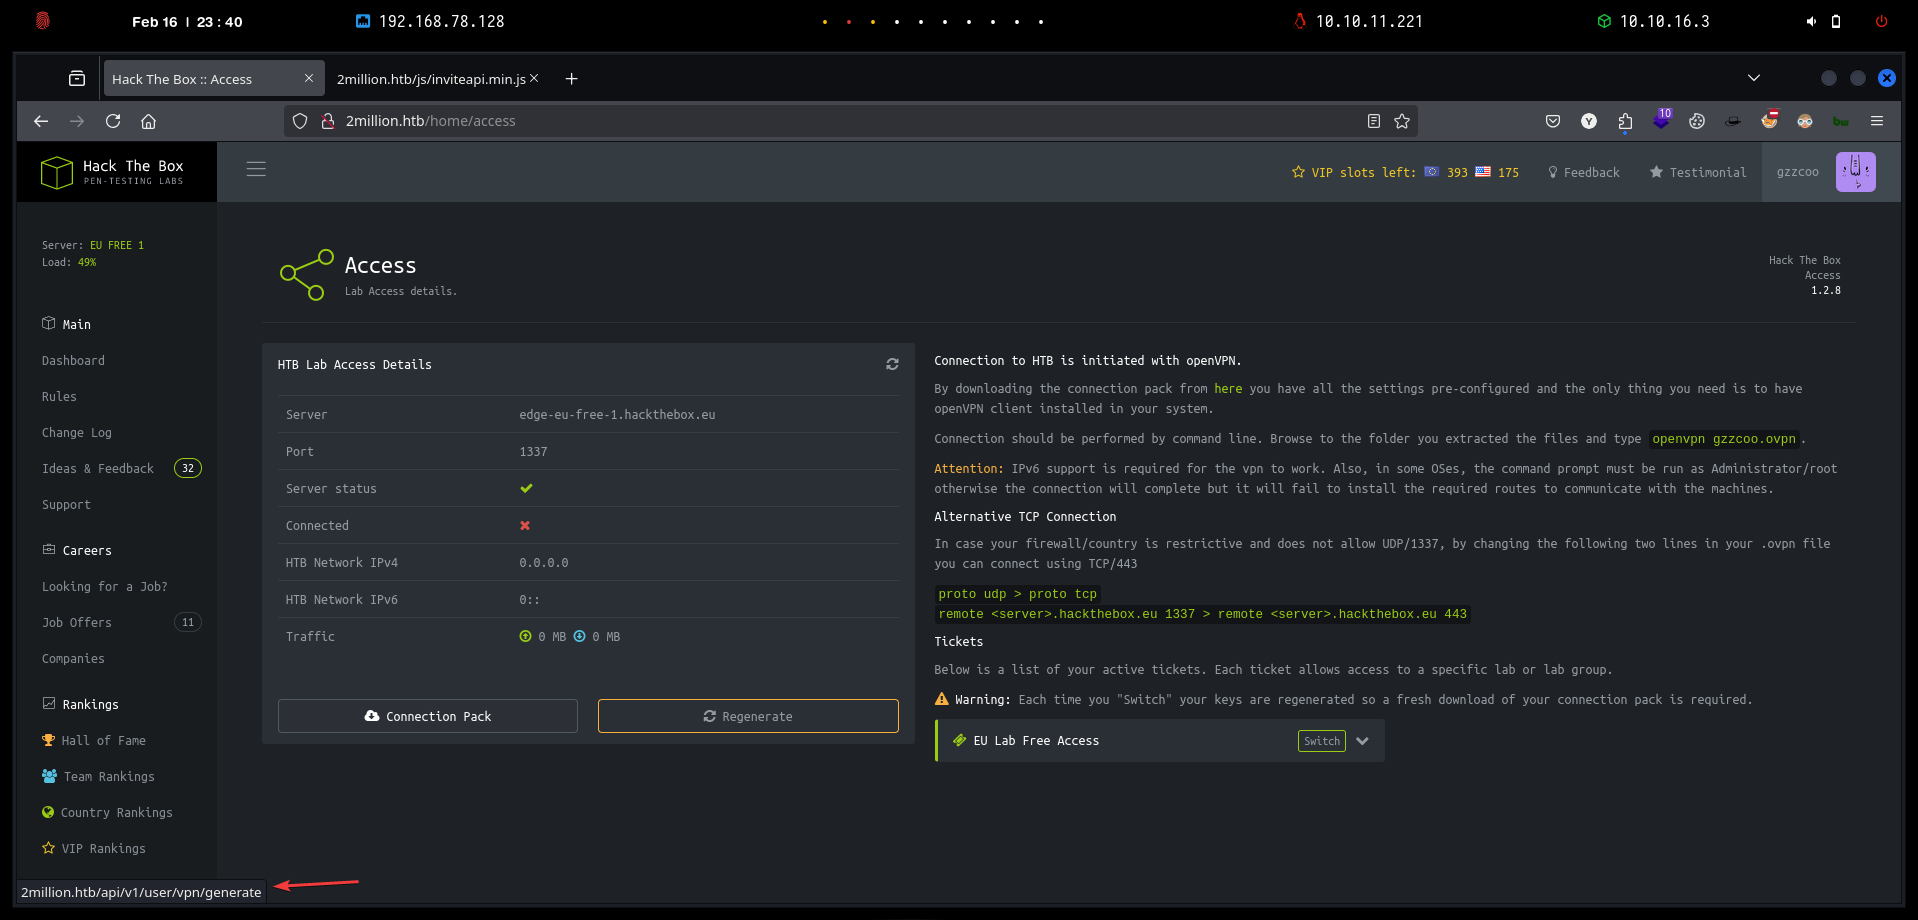 Feb 16 | 23 : 40
192.168.78.128
10.10.11.221
10.10.16.3
Hack The Box :: Access
2million.htb/js/inviteapi.min.js
2million.htb/home/access
10
Hack The Box
PEN-TESTING LABS
VIP slots left: 393 175
Feedback
Testimonial
gzzcoo
Server: EU FREE 1
Load: 49%
Main
Dashboard
Rules
Change Log
Ideas & Feedback 32
Support
Careers
Looking for a Job?
Job Offers 11
Companies
Rankings
Hall of Fame
Team Rankings
Country Rankings
VIP Rankings
2million.htb/api/v1/user/vpn/generate
Access
Lab Access details.
Hack The Box
Access
1.2.8
HTB Lab Access Details
Server edge-eu-free-1.hackthebox.eu
Port 1337
Server status
Connected
HTB Network IPv4 0.0.0.0
HTB Network IPv6 0::
Traffic 0 MB 0 MB
Connection Pack
Regenerate
Connection to HTB is initiated with openVPN.
By downloading the connection pack from here you have all the settings pre-configured and the only thing you need is to have
openVPN client installed in your system.
Connection should be performed by command line. Browse to the folder you extracted the files and type openvpn gzzcoo.ovpn.
Attention: IPv6 support is required for the vpn to work. Also, in some OSes, the command prompt must be run as Administrator/root
otherwise the connection will complete but it will fail to install the required routes to communicate with the machines.
Alternative TCP Connection
In case your firewall/country is restrictive and does not allow UDP/1337, by changing the following two lines in your .ovpn file
you can connect using TCP/443
proto udp > proto tcp
remote <server>.hackthebox.eu 1337 > remote <server>.hackthebox.eu 443
Tickets
Below is a list of your active tickets. Each ticket allows access to a specific lab or lab group.
Warning: Each time you "Switch" your keys are regenerated so a fresh download of your connection pack is required.
EU Lab Free Access
Switch